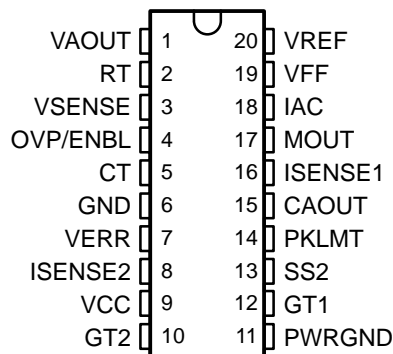 VAOUT 1 20 VREF
RT 2 19 VFF
VSENSE 3 18 IAC
OVP/ENBL 4 17 MOUT
CT 5 16 ISENSE1
GND 6 15 CAOUT
VERR 7 14 PKLMT
ISENSE2 8 13 SS2
VCC 9 12 GT1
GT2 10 11 PWRGND